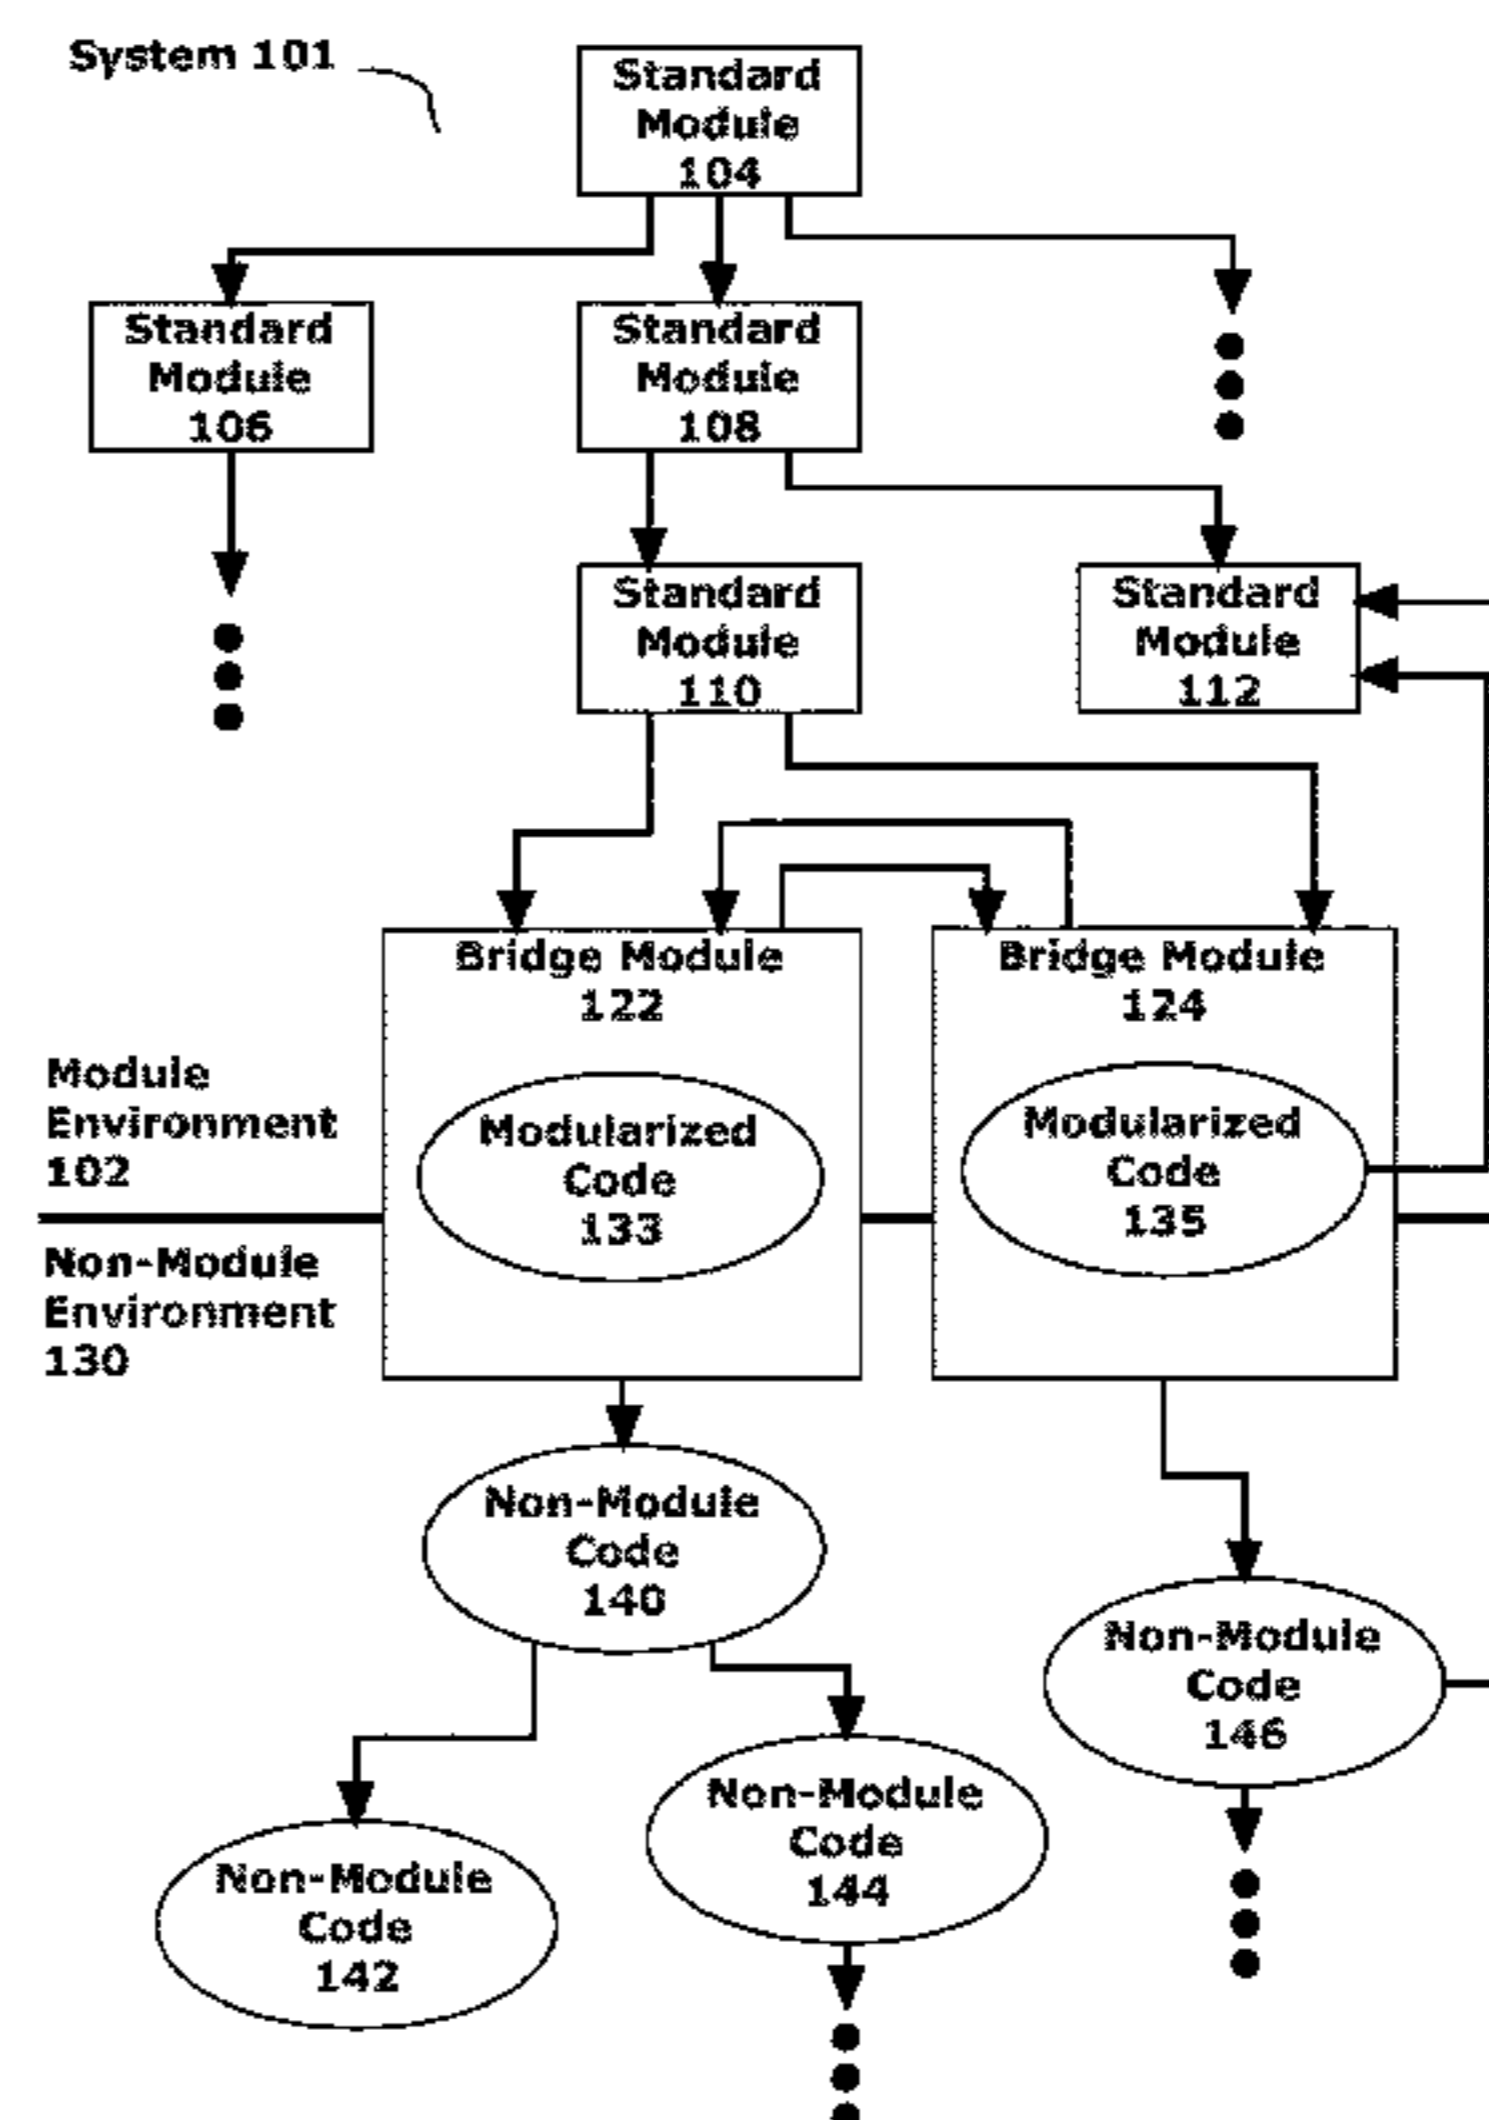 System 101
Standard
Module
104
Standard
Module
106
Standard
Module
108
Standard
Module
110
Standard
Module
112
Bridge Module
122
Modularized
Code
133
Bridge Module
124
Modularized
Code
135
Module
Environment
102
Non-Module
Environment
130
Non-Module
Code
140
Non-Module
Code
146
Non-Module
Code
144
Non-Module
Code
142